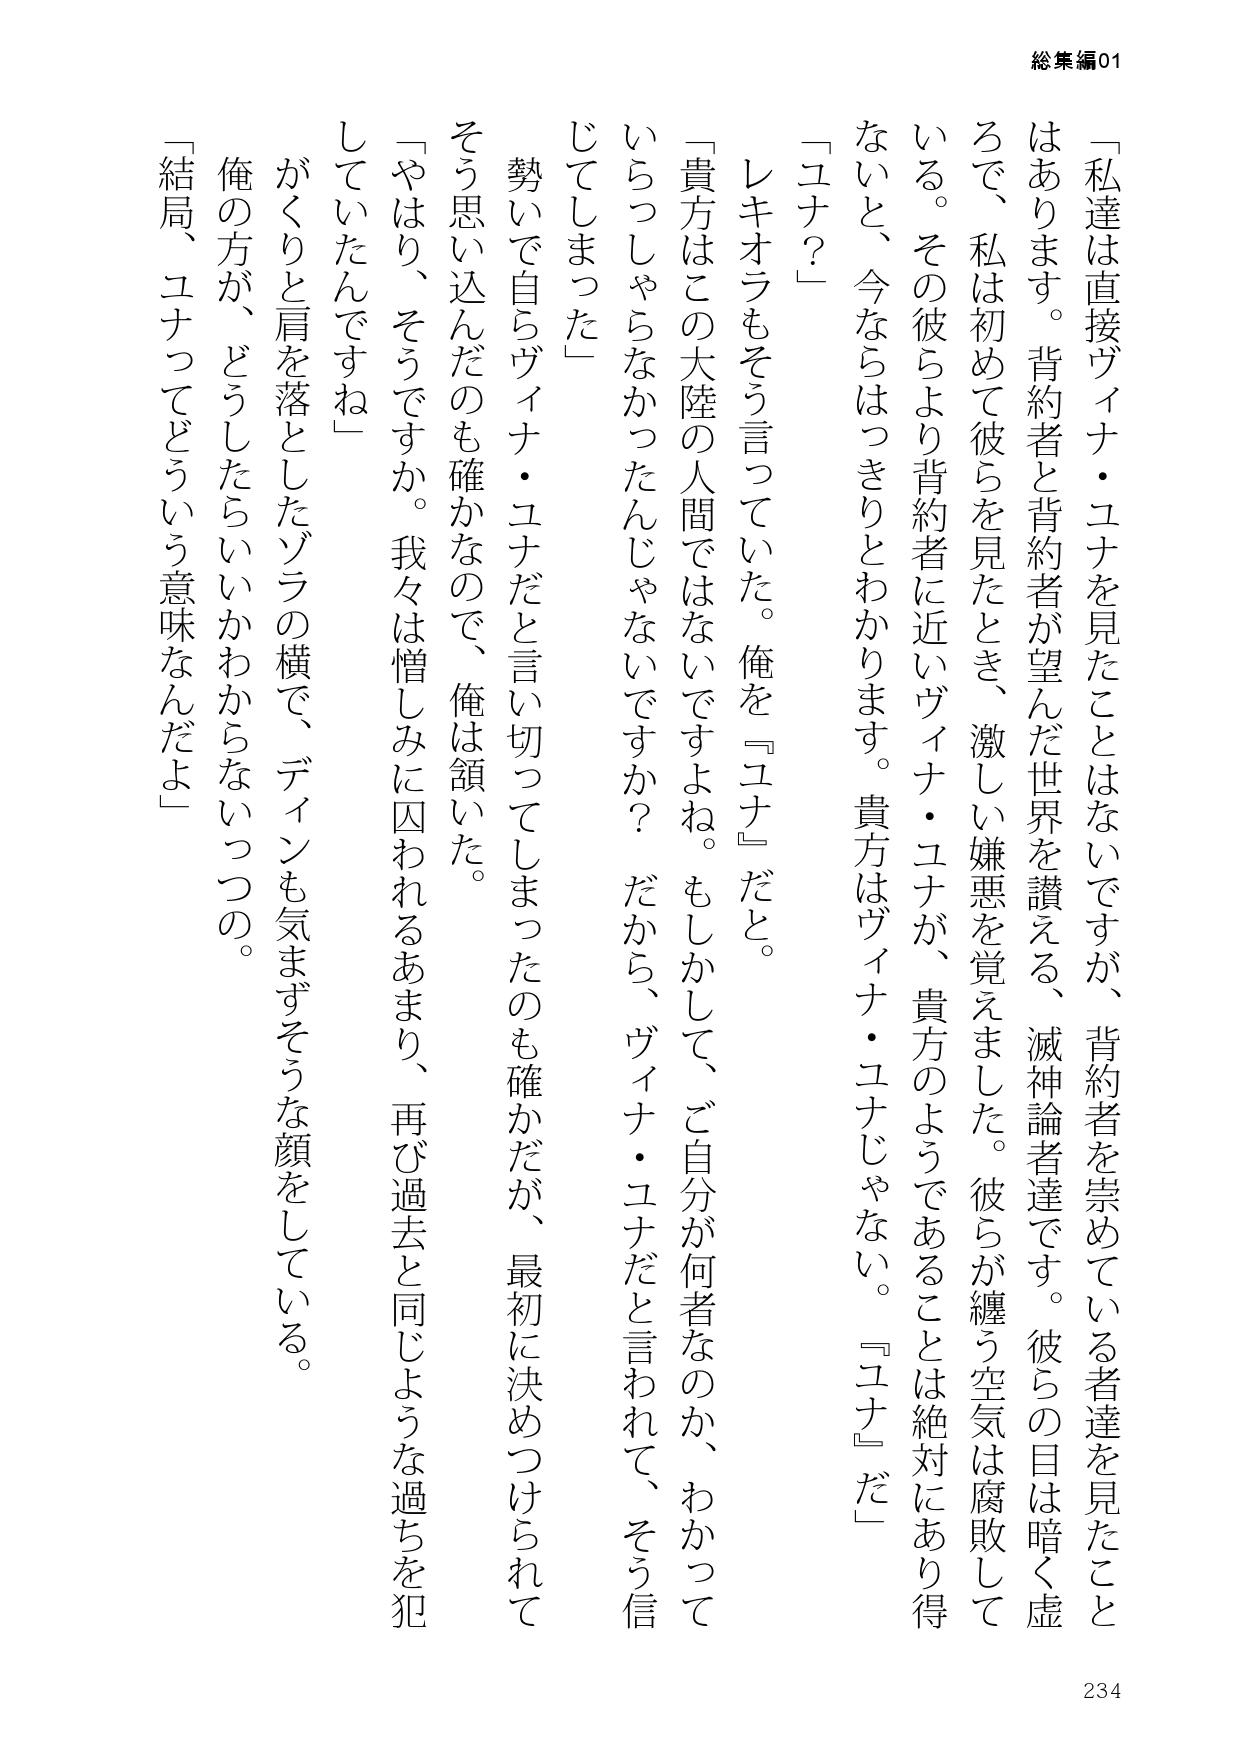 総集編01
「私達は直接ヴィナ・ユナを見たことはないですが、背約者を崇めている者達を見たこと
はあります。背約者と背約者が望んだ世界を讃える、滅神論者達です。彼らの目は暗く虚
ろで、私は初めて彼らを見たとき、激しい嫌悪を覚えました。彼らが纏う空気は腐敗して
いる。その彼らより背約者に近いヴィナ・ユナが、貴方のようであることは絶対にあり得
ないと、今ならはっきりとわかります。貴方はヴィナ・ユナじゃない。『ユナ』だ」
「ユナ？」
レキオラもそう言っていた。俺を『ユナ』だと。
「貴方はこの大陸の人間ではないですよね。もしかして、ご自分が何者なのか、わかって
いらっしゃらなかったんじゃないですか？　だから、ヴィナ・ユナだと言われて、そう信
じてしまった」
勢いで自らヴィナ・ユナだと言い切ってしまったのも確かだが、最初に決めつけられて
そう思い込んだのも確かなので、俺は頷いた。
「やはり、そうですか。我々は憎しみに囚われるあまり、再び過去と同じような過ちを犯
していたんですね」
がくりと肩を落としたゾラの横で、ディンも気まずそうな顔をしている。
俺の方が、どうしたらいいかわからないっつの。
「結局、ユナってどういう意味なんだよ」
234